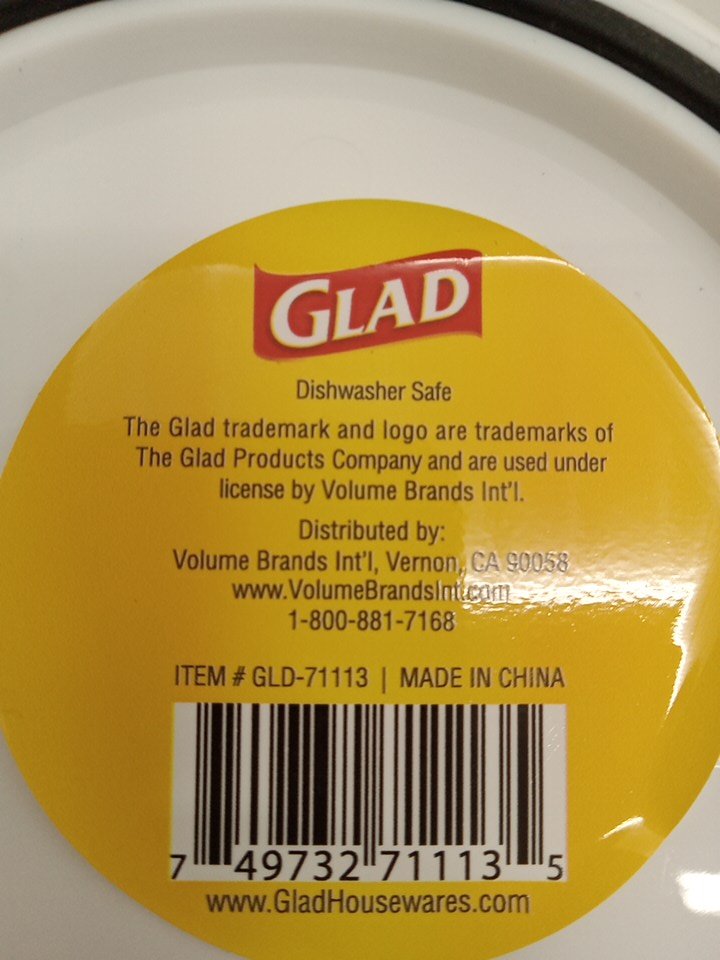 GLAD
Dishwasher Safe
The Glad trademark and logo are trademarks of
The Glad Products Company and are used under
license by Volume Brands Int'l.
Distributed by:
Volume Brands Int'l, Vernon, CA 90058
www.VolumeBrandsInt.com
1-800-881-7168
ITEM # GLD-71113 | MADE IN CHINA
7 49732 71113 5
www.GladHousewares.com